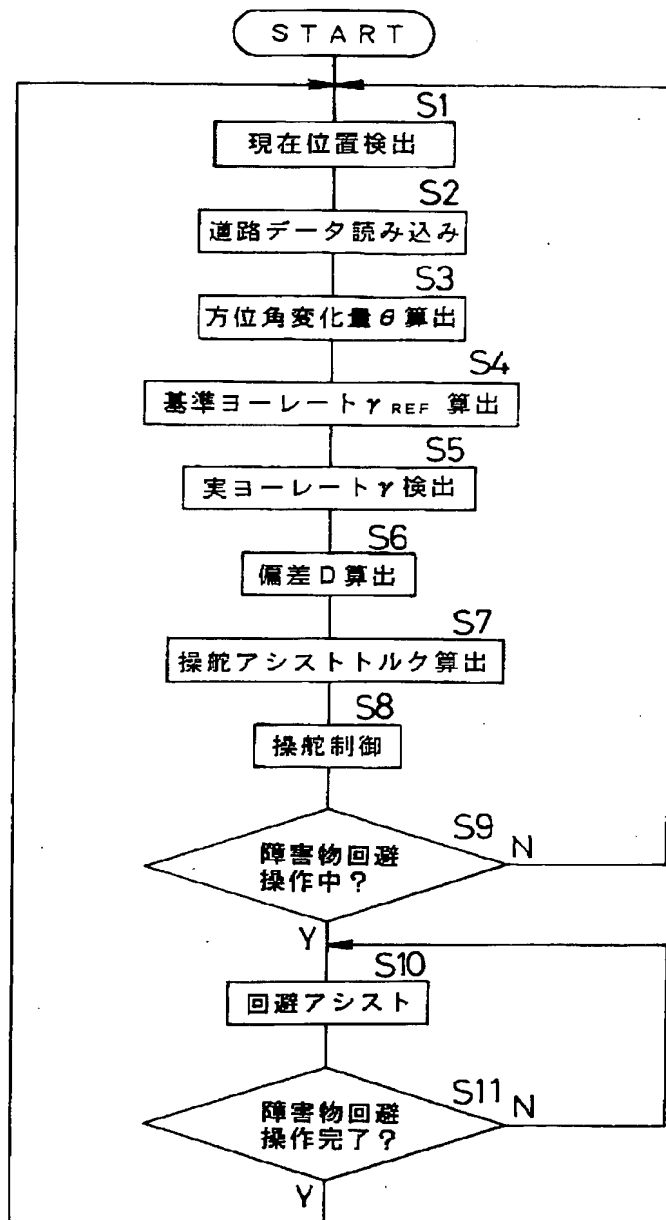 START
S1
現在位置検出
S2
道路データ読み込み
S3
方位角変化量θ算出
S4
基準ヨーレートγREF 算出
S5
実ヨーレートγ検出
S6
偏差D算出
S7
操舵アシストトルク算出
S8
操舵制御
S9
障害物回避
操作中?
N
Y
S10
回避アシスト
S11
障害物回避
操作完了?
N
Y